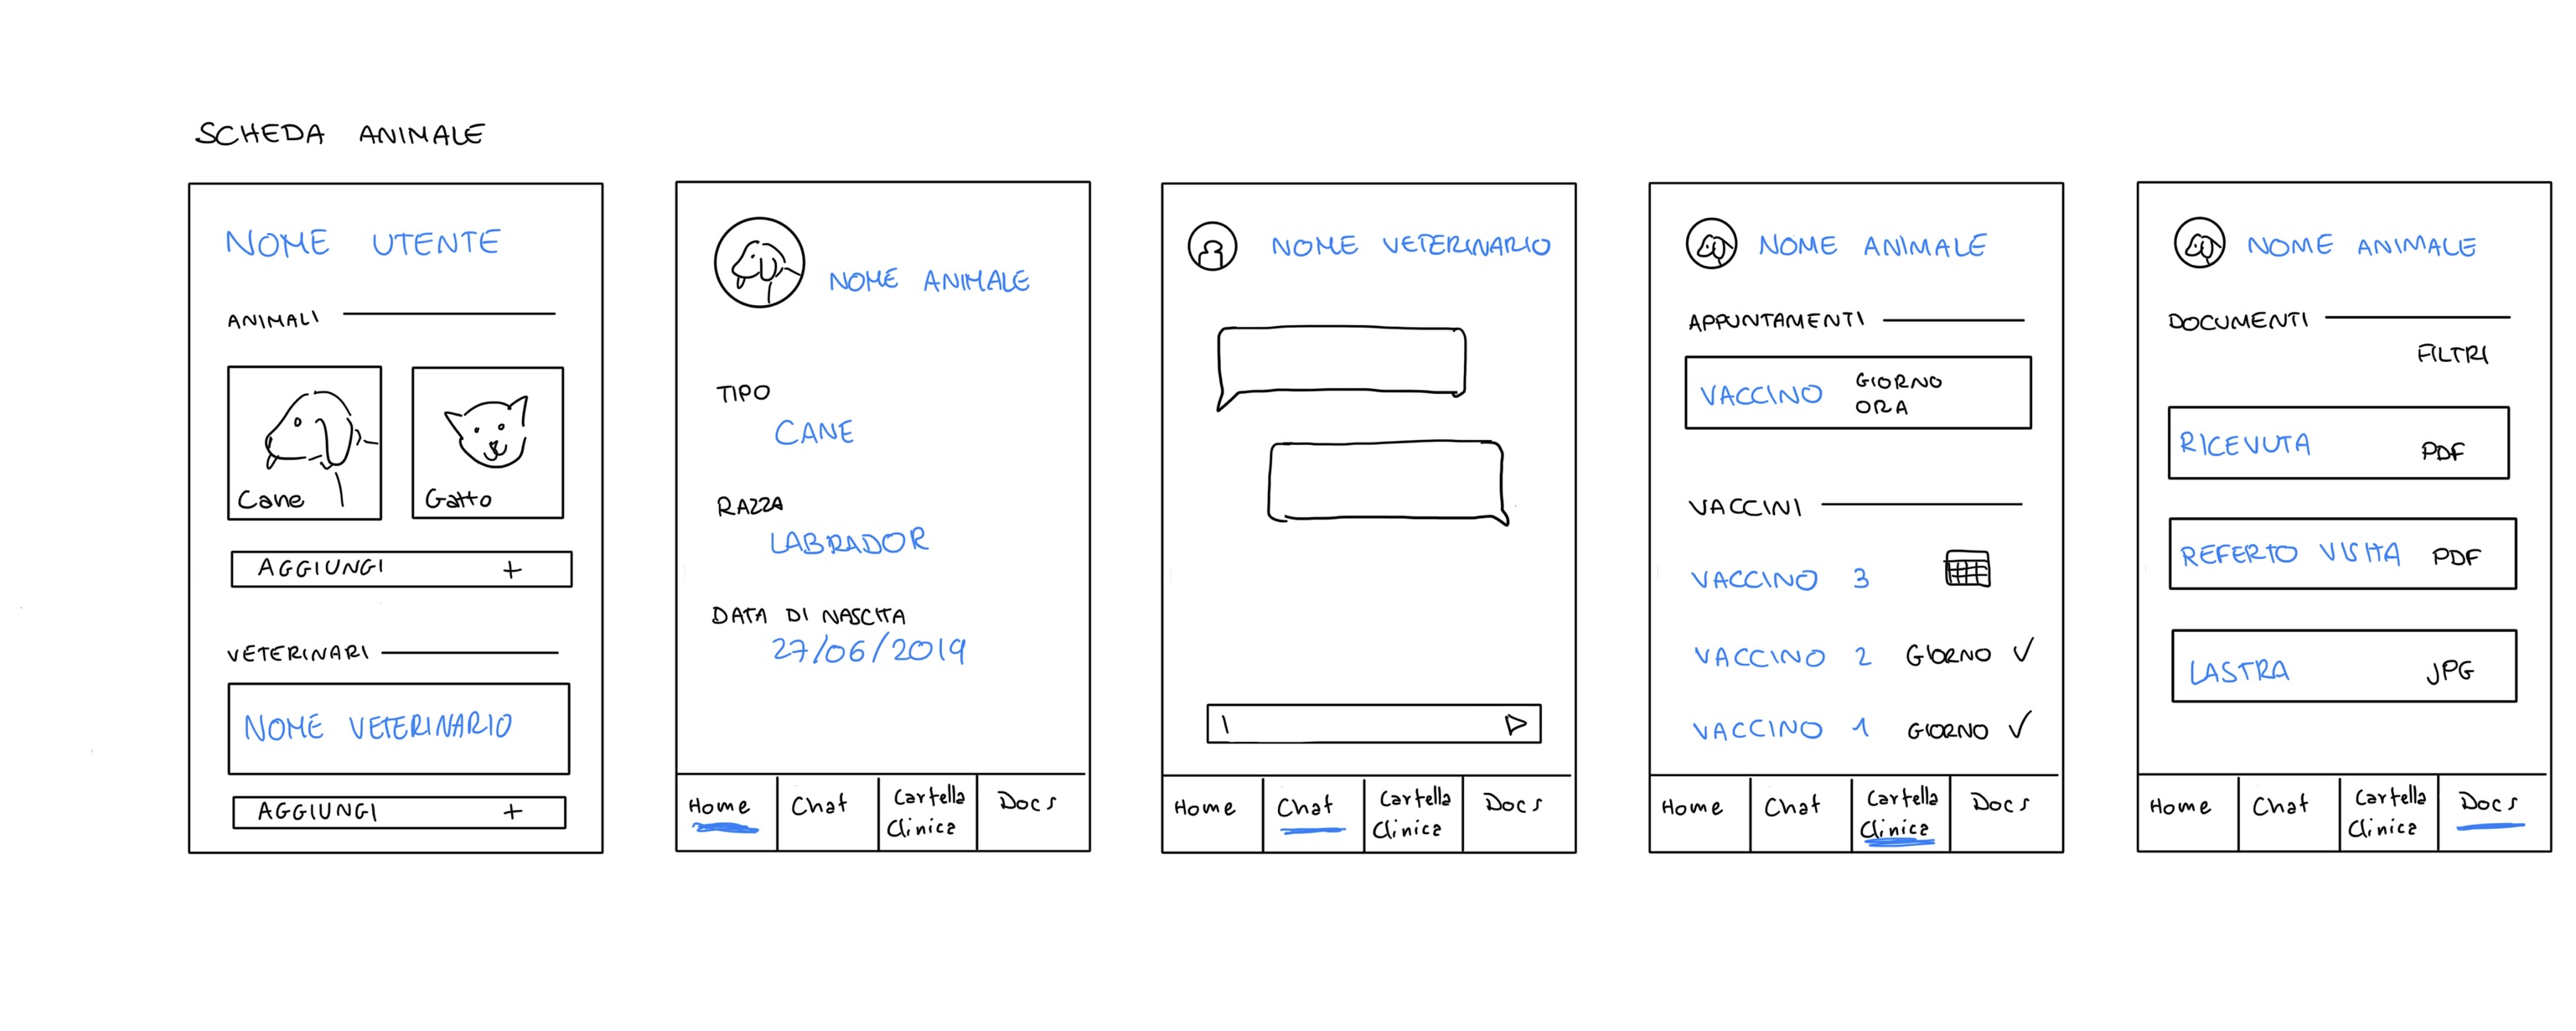 SCHEDA ANIMALE
NOME UTENTE
ANIMALI
Cane
Gatto
AGGIUNGI +
VETERINARI
NOME VETERINARIO
AGGIUNGI +
NOME ANIMALE
TIPO
CANE
RAZZA
LABRADOR
DATA DI NASCITA
27/06/2019
Home
Chat
Cartella
Clinica
Docs
NOME VETERINARIO
Home
Chat
Cartella
Clinica
Docs
NOME ANIMALE
APPUNTAMENTI
VACCINO
GIORNO
ORA
VACCINI
VACCINO 3
VACCINO 2 GIORNO ✓
VACCINO 1 GIORNO ✓
Home
Chat
Cartella
Clinica
Docs
NOME ANIMALE
DOCUMENTI
FILTRI
RICEVUTA PDF
REFERTO VISITA PDF
LASTRA JPG
Home
Chat
Cartella
Clinica
Docs